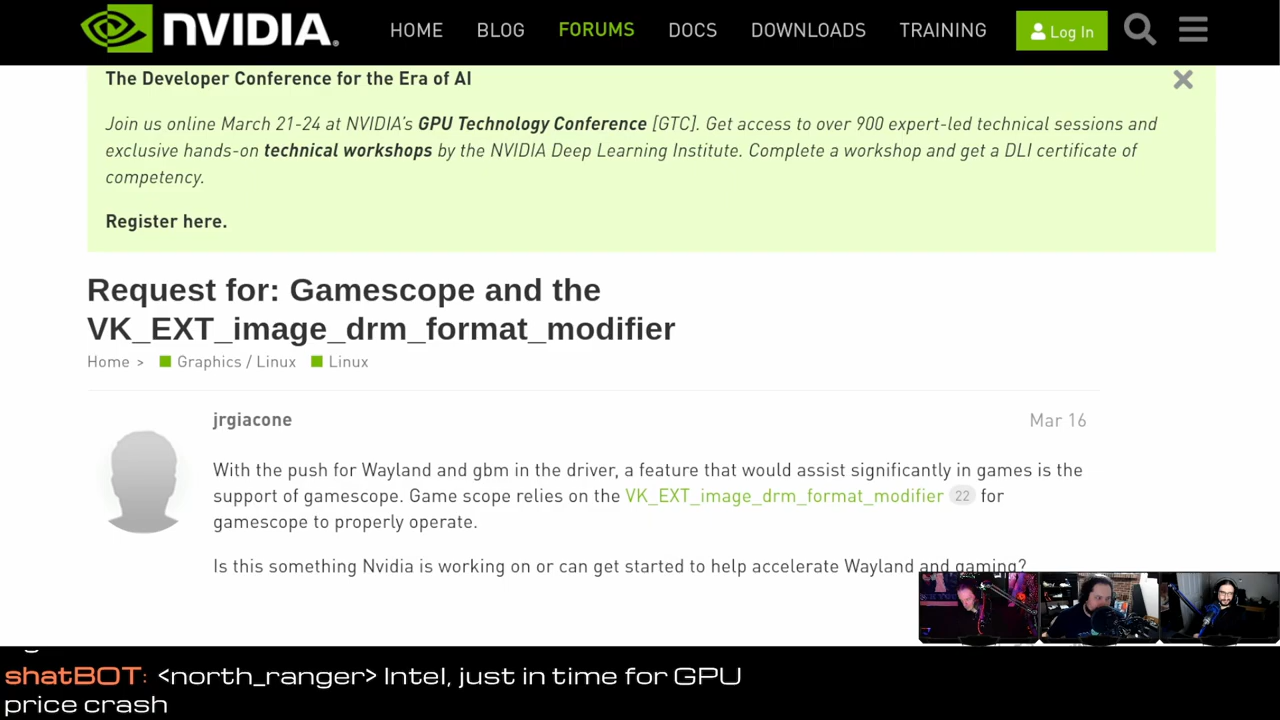 NVIDIA. HOME BLOG FORUMS DOCS DOWNLOADS TRAINING Log In
The Developer Conference for the Era of AI
Join us online March 21-24 at NVIDIA's GPU Technology Conference [GTC]. Get access to over 900 expert-led technical sessions and
exclusive hands-on technical workshops by the NVIDIA Deep Learning Institute. Complete a workshop and get a DLI certificate of
competency.
Register here.
Request for: Gamescope and the
VK_EXT_image_drm_format_modifier
Home > Graphics / Linux Linux
jrgiacone Mar 16
With the push for Wayland and gbm in the driver, a feature that would assist significantly in games is the
support of gamescope. Game scope relies on the VK_EXT_image_drm_format_modifier 22 for
gamescope to properly operate.
Is this something Nvidia is working on or can get started to help accelerate Wayland and gaming?
shatBOT: <north_ranger> Intel, just in time for GPU
price crash